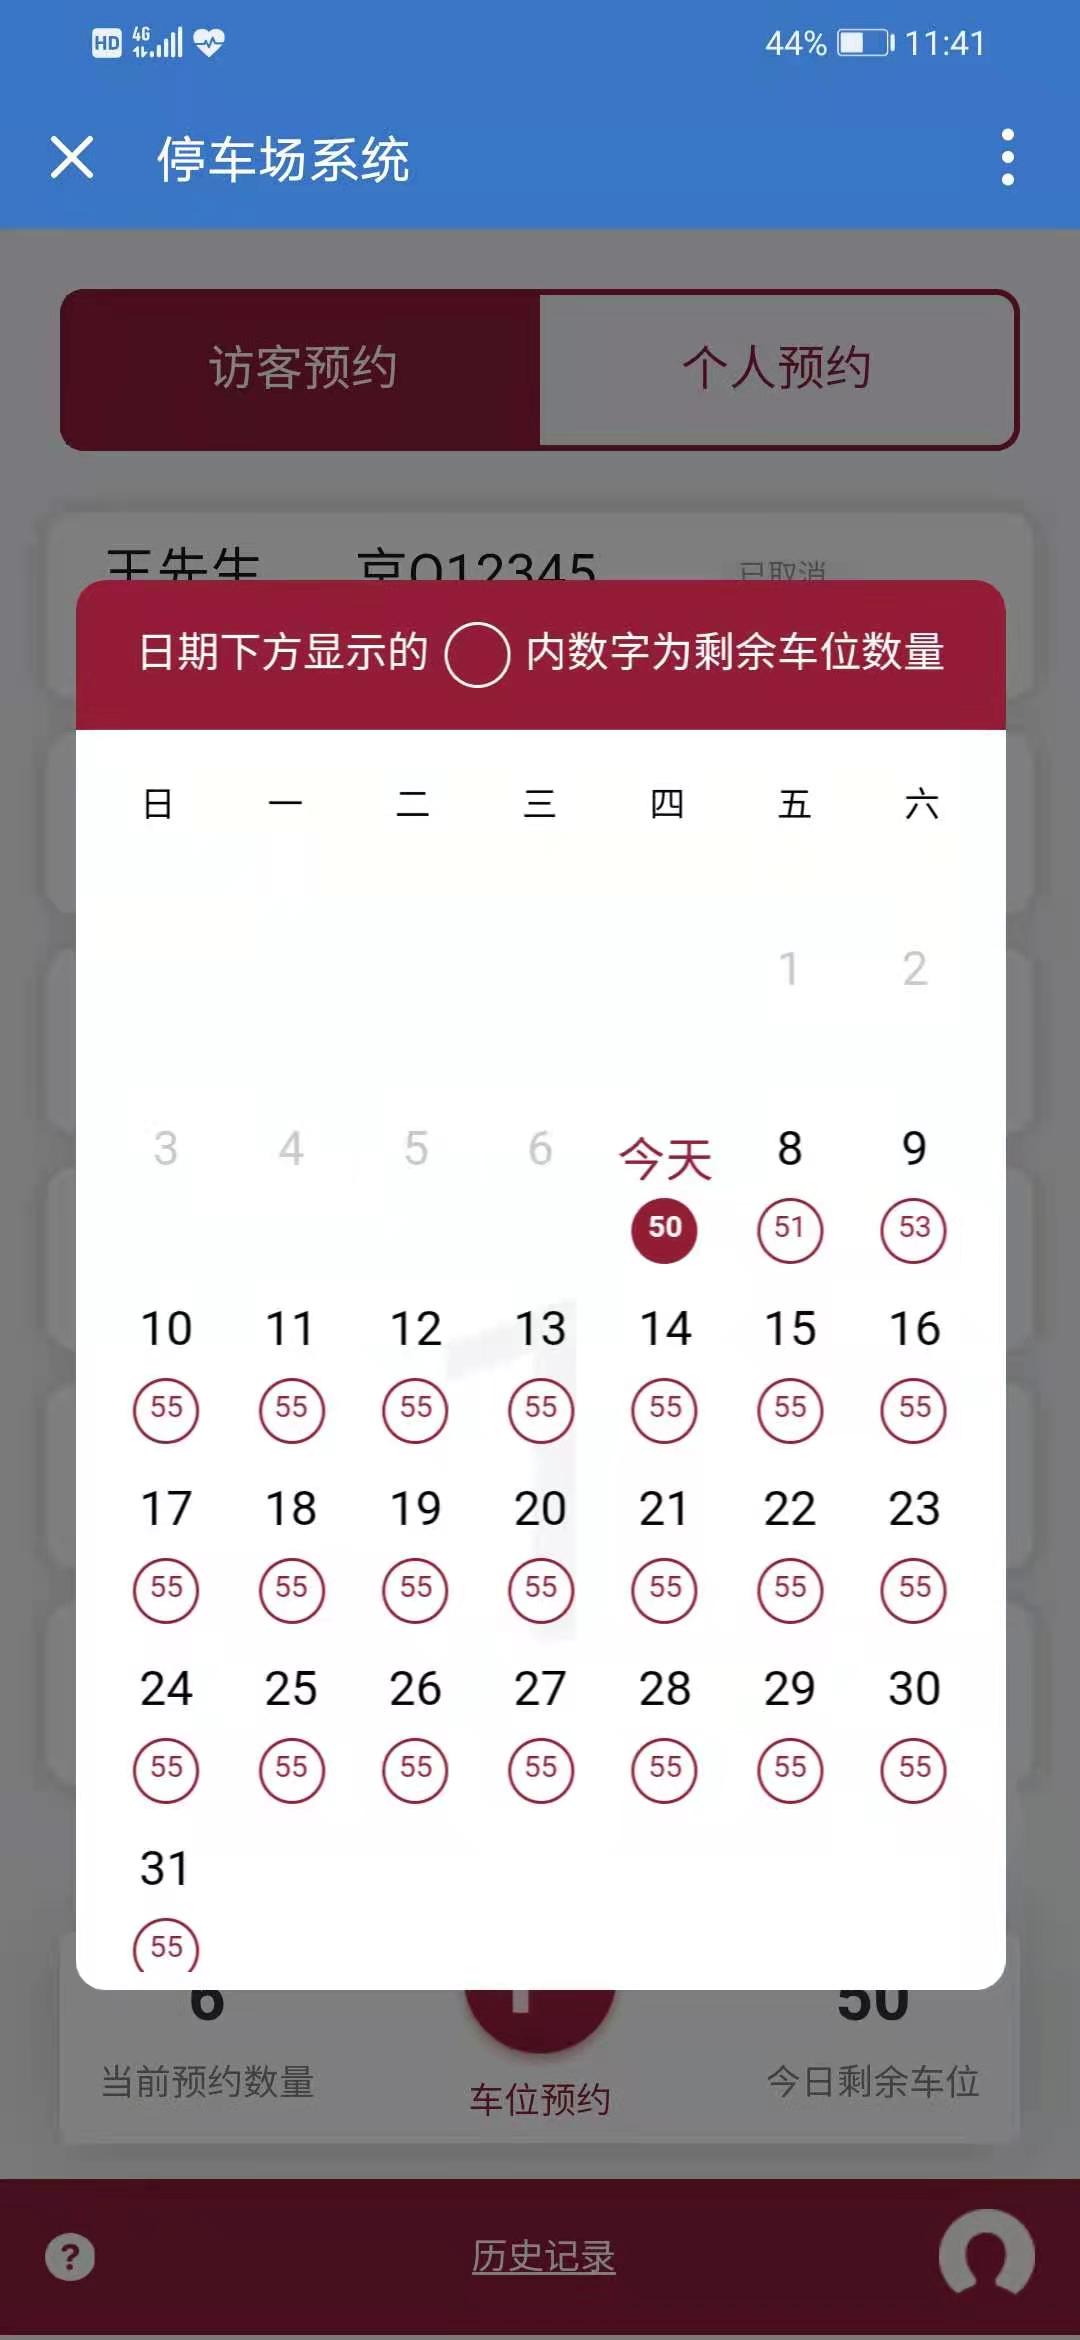 HD 4G 44% 11:41
停车场系统
访客预约 个人预约
王先生 京Q12345 已取消
日期下方显示的 内数字为剩余车位数量
日 一 二 三 四 五 六
1 2
3 4 5 6 今天 8 9
50 51 53
10 11 12 13 14 15 16
55 55 55 55 55 55 55
17 18 19 20 21 22 23
55 55 55 55 55 55 55
24 25 26 27 28 29 30
55 55 55 55 55 55 55
31
55
6 50
当前预约数量 车位预约 今日剩余车位
? 历史记录